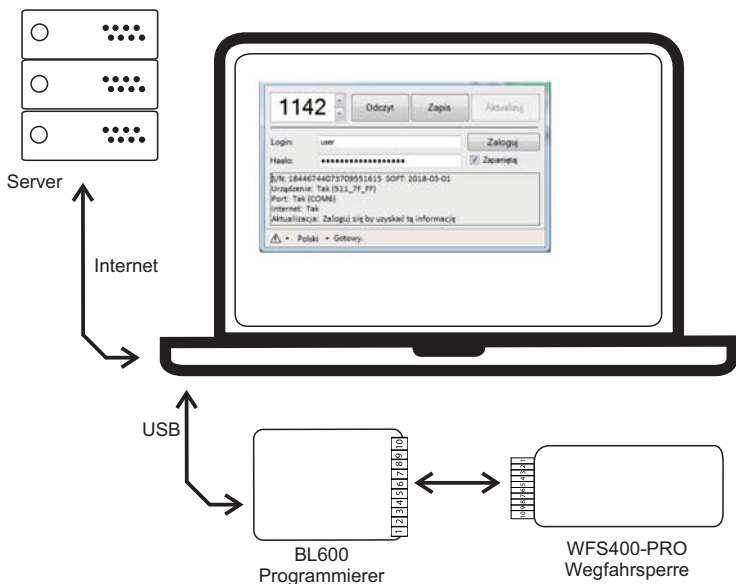 Server
1142
Odczyt
Zapis
Aktualizuj
Login:
user
Zaloguj
Hasło:
Zapamiętaj
S/N: 18446744073709551615 SOFT: 2018-03-01
Urządzenie: Tak (511_7F_FF)
Port: Tak (COM6)
Internet: Tak
Aktualizacja: Zaloguj się by uzyskać tą informację
Polski
Gotowy.
Internet
USB
1 2 3 4 5 6 7 8 9 10
10 9 8 7 6 5 4 3 2 1
BL600
Programmierer
WFS400-PRO
Wegfahrsperre